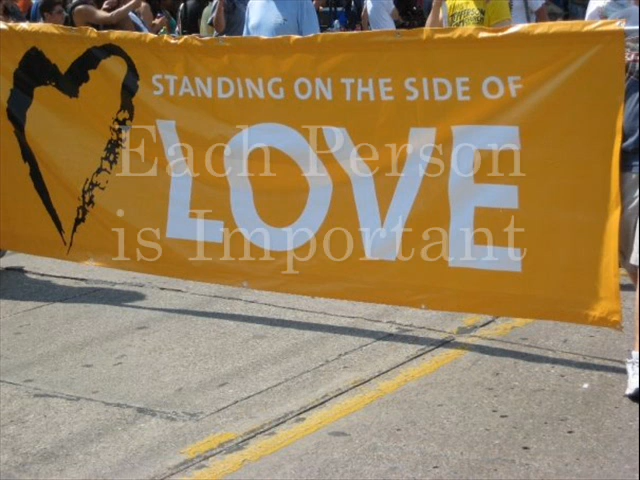 STANDING ON THE SIDE OF
LOVE
Each Person
is Important